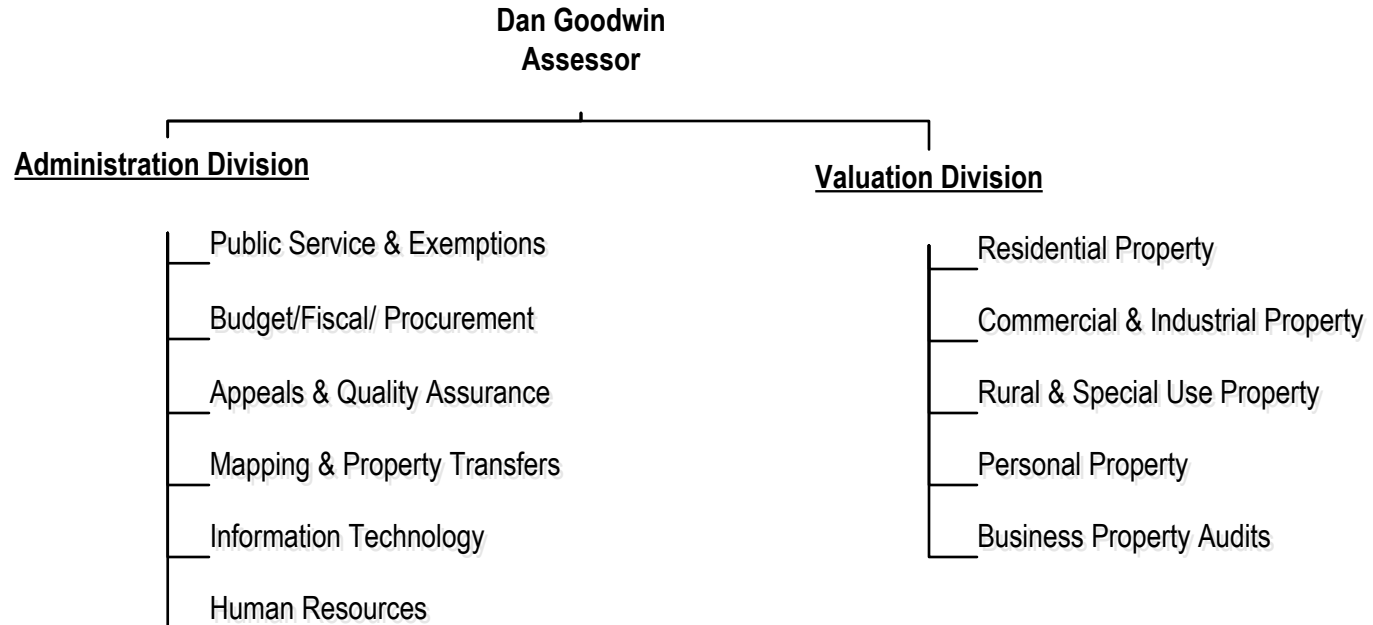 Dan Goodwin
Assessor
Administration Division
Public Service & Exemptions
Budget/Fiscal/ Procurement
Appeals & Quality Assurance
Mapping & Property Transfers
Information Technology
Human Resources
Valuation Division
Residential Property
Commercial & Industrial Property
Rural & Special Use Property
Personal Property
Business Property Audits